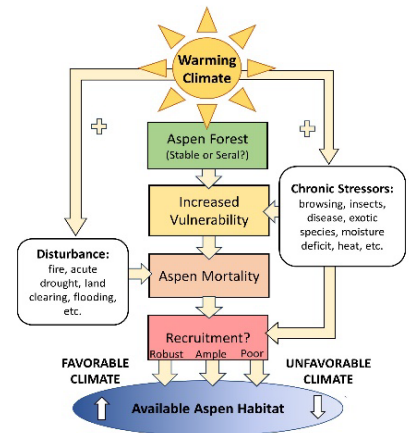 Warming
Climate
Aspen Forest
(Stable or Seral?)
Chronic Stressors:
browsing, insects,
disease, exotic
species, moisture
deficit, heat, etc.
Increased
Vulnerability
Disturbance:
fire, acute
drought, land
clearing, flooding,
etc.
Aspen Mortality
Recruitment?
Robust Ample Poor
FAVORABLE
CLIMATE
UNFAVORABLE
CLIMATE
Available Aspen Habitat